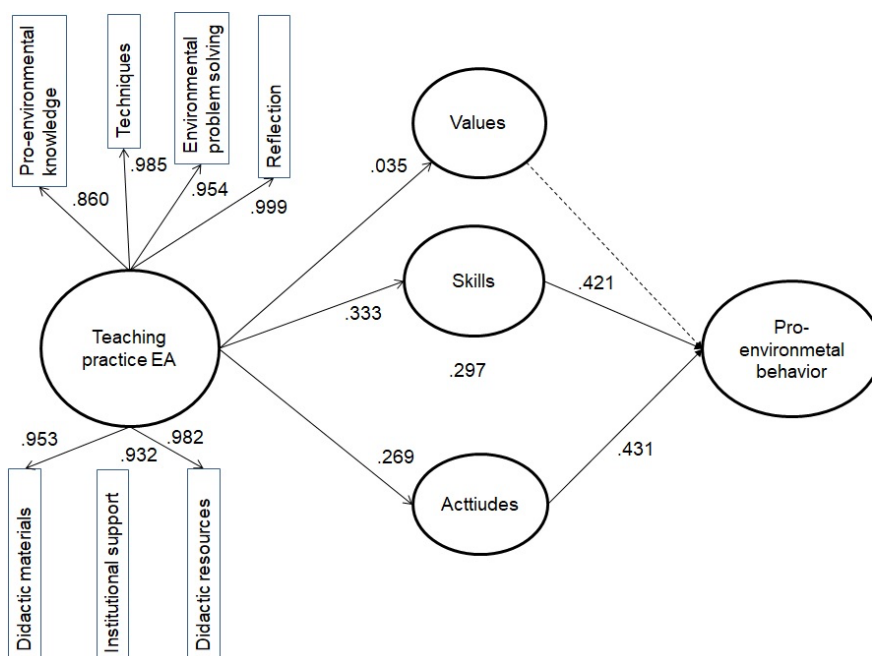 Pro-environmental
knowledge
Techniques
Environmental
problem solving
Reflection
.860
.985
.954
.999
Values
.035
Skills
.333
.421
.297
Teaching
practice EA
Pro-
environmetal
behavior
.269
.431
Acttiudes
.953
.932
.982
Didactic materials
Institutional support
Didactic resources